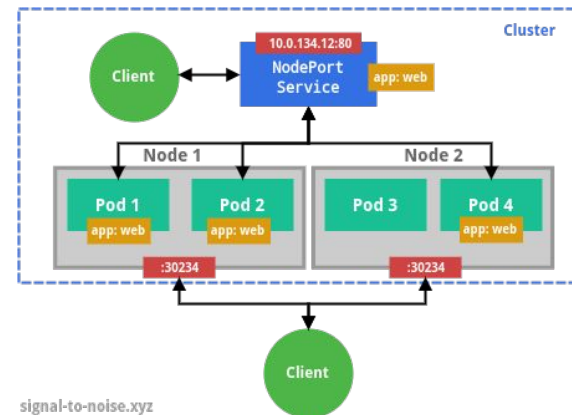 10.0.134.12:80
Cluster
Client
NodePort
Service
app: web
Node 1
Node 2
Pod 1
Pod 2
Pod 3
Pod 4
app: web
app: web
app: web
:30234
:30234
Client
signal-to-noise.xyz